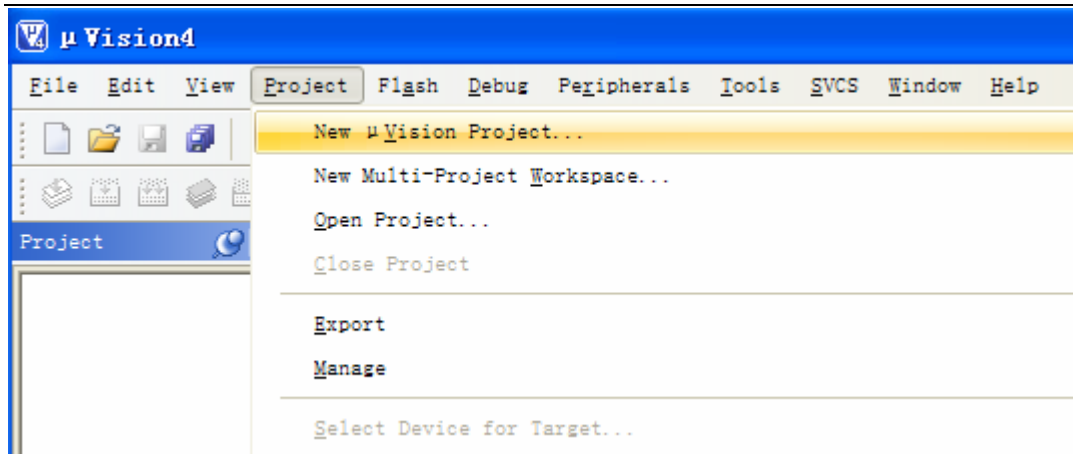 μVision4
File Edit View Project Flash Debug Peripherals Tools SVCS Window Help
New μVision Project...
New Multi-Project Workspace...
Open Project...
Project
Close Project
Export
Manage
Select Device for Target...